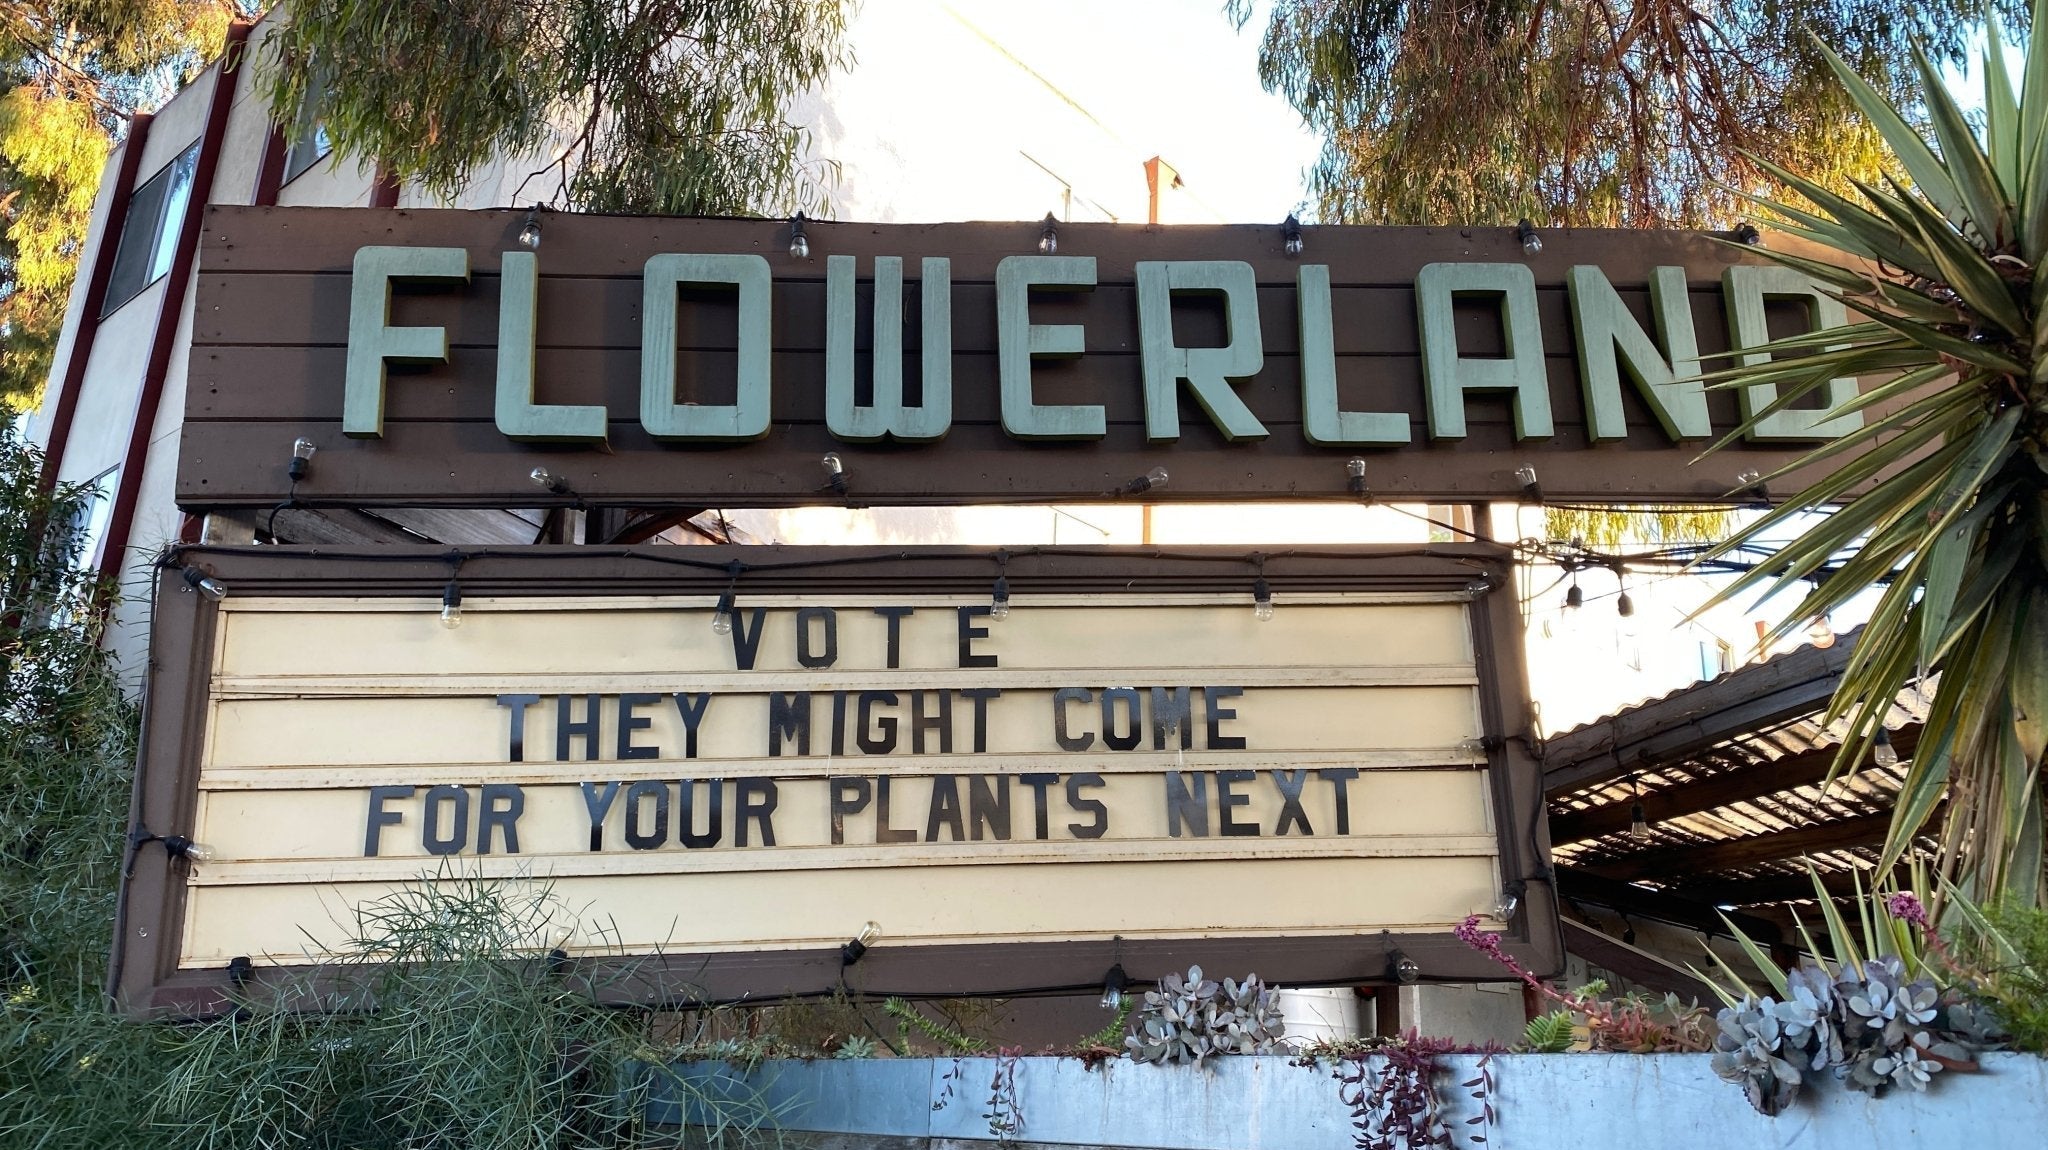 FLOWERLAND
VOTE
THEY MIGHT COME
FOR YOUR PLANTS NEXT